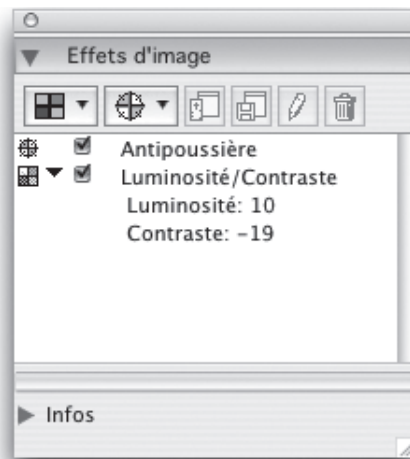 Effets d'image
Antipoussière
Luminosité/Contraste
Luminosité: 10
Contraste: -19
Infos